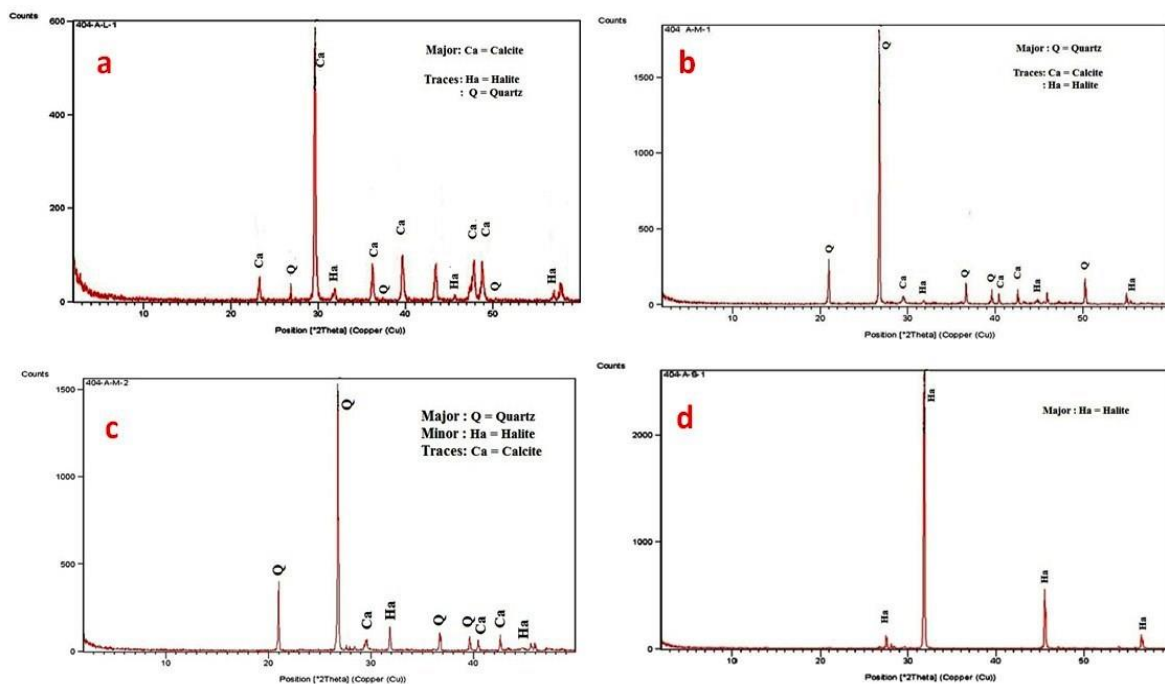 Counts
404-A-L-1
600
400
200
0
a
Major: Ca = Calcite
Traces: Ha = Halite
: Q = Quartz
Ca
Q
Ca
Ha
Ca
Q
Ca
Ha
Ca
Ca
Q
Ha
10
20
30
40
50
Position [°2Theta] (Copper (Cu))
Counts
404 A-M-1
1500
1000
500
0
b
Major : Q = Quartz
Traces: Ca = Calcite
: Ha = Halite
Q
Q
Ca
Ha
Q
Q
Ca
Ca
Ha
Q
Ha
10
20
30
40
50
Position [°2Theta] (Copper (Cu))
Counts
404-A-M-2
1500
1000
500
0
c
Major : Q = Quartz
Minor : Ha = Halite
Traces: Ca = Calcite
Q
Q
Ca
Ha
Q
Q
Ca
Ca
Ha
10
20
30
40
Position [°2Theta] (Copper (Cu))
Counts
2000
1000
0
d
Major : Ha = Halite
Ha
Ha
Ha
Ha
10
20
30
40
50
Position [°2Theta] (Copper (Cu))